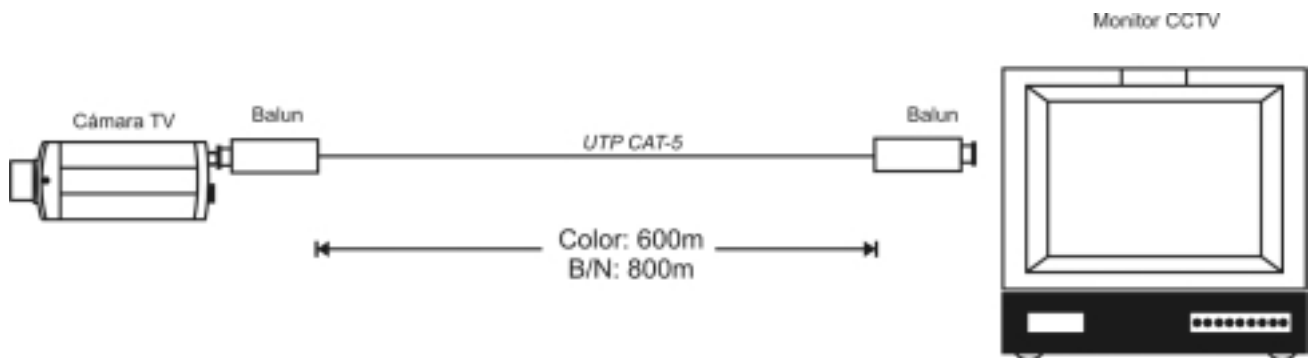 Monitor CCTV
Cámara TV
Balun
UTP CAT-5
Balun
Color: 600m
B/N: 800m